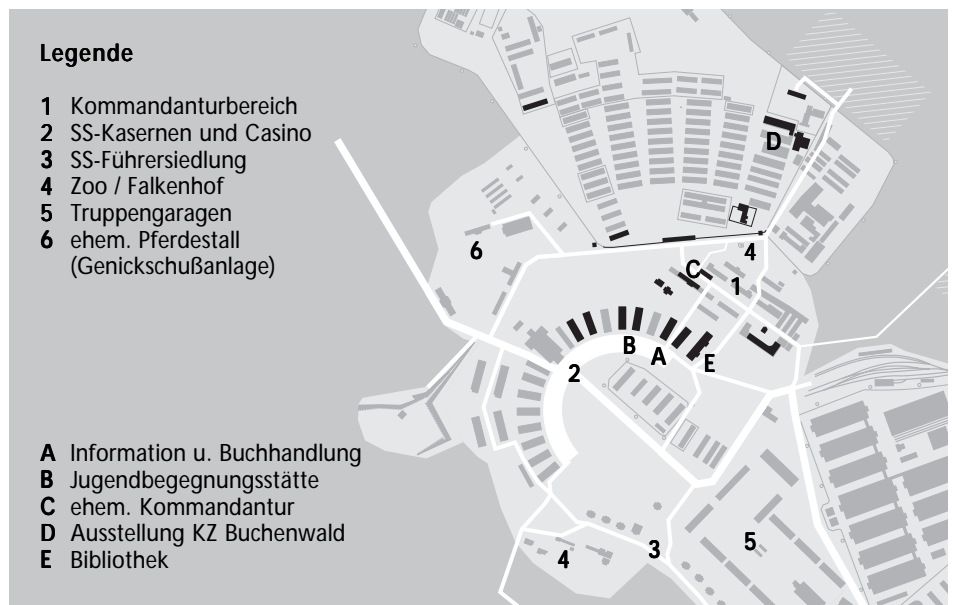 Legende
1 Kommandanturbereich
2 SS-Kasernen und Casino
3 SS-Führersiedlung
4 Zoo / Falkenhof
5 Truppengaragen
6 ehem. Pferdestall
(Genickschußanlage)
A Information u. Buchhandlung
B Jugendbegegnungsstätte
C ehem. Kommandantur
D Ausstellung KZ Buchenwald
E Bibliothek
D
6
4
C
1
B
A
E
2
5
3
4